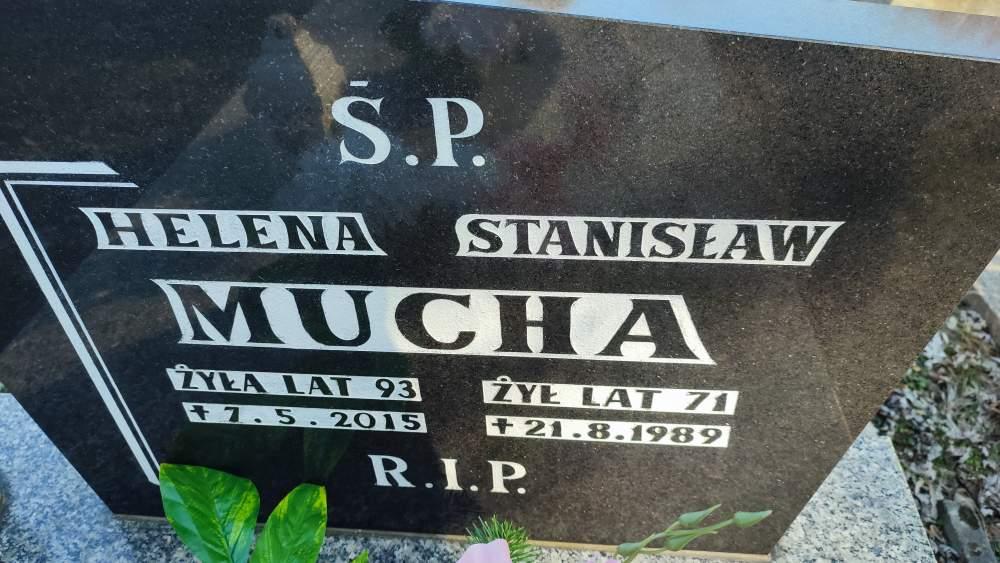 Ś.P.
HELENA STANISŁAW
MUCHA
ŻYŁA LAT 93 ŻYŁ LAT 71
✝ 7.5.2015 ✝ 21.8.1989
R.I.P.